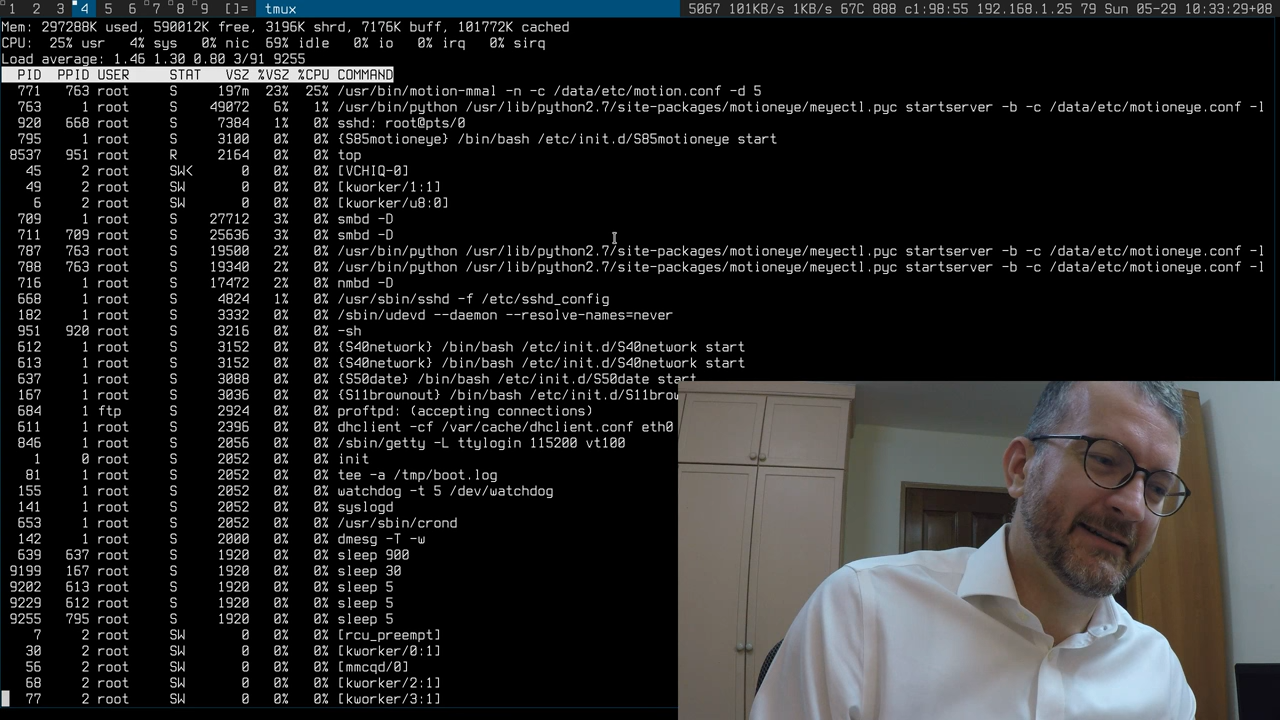 1 2 3 4 5 6 7 8 9 []= tmux 5067 101KB/s 1KB/s 67C 888 c1:98:55 192.168.1.25 79 Sun 05-29 10:33:29+08
Mem: 297288K used, 590012K free, 3196K shrd, 7176K buff, 101772K cached
CPU: 25% usr 4% sys 0% nic 69% idle 0% io 0% irq 0% sirq
Load average: 1.46 1.30 0.80 3/91 9255
PID PPID USER STAT VSZ %VSZ %CPU COMMAND
771 763 root S 197m 23% 25% /usr/bin/motion-mmal -n -c /data/etc/motion.conf -d 5
763 1 root S 49072 6% 1% /usr/bin/python /usr/lib/python2.7/site-packages/motioneye/meyectl.pyc startserver -b -c /data/etc/motioneye.conf -l
920 668 root S 7384 1% 0% sshd: root@pts/0
795 1 root S 3100 0% 0% {S85motioneye} /bin/bash /etc/init.d/S85motioneye start
8537 951 root R 2164 0% 0% top
45 2 root SW< 0 0% 0% [VCHIQ-0]
49 2 root SW 0 0% 0% [kworker/1:1]
6 2 root SW 0 0% 0% [kworker/u8:0]
709 1 root S 27712 3% 0% smbd -D
711 709 root S 25636 3% 0% smbd -D
787 763 root S 19500 2% 0% /usr/bin/python /usr/lib/python2.7/site-packages/motioneye/meyectl.pyc startserver -b -c /data/etc/motioneye.conf -l
788 763 root S 19340 2% 0% /usr/bin/python /usr/lib/python2.7/site-packages/motioneye/meyectl.pyc startserver -b -c /data/etc/motioneye.conf -l
716 1 root S 17472 2% 0% nmbd -D
668 1 root S 4824 1% 0% /usr/sbin/sshd -f /etc/sshd_config
182 1 root S 3332 0% 0% /sbin/udevd --daemon --resolve-names=never
951 920 root S 3216 0% 0% -sh
612 1 root S 3152 0% 0% {S40network} /bin/bash /etc/init.d/S40network start
613 1 root S 3152 0% 0% {S40network} /bin/bash /etc/init.d/S40network start
637 1 root S 3088 0% 0% {S50date} /bin/bash /etc/init.d/S50date start
167 1 root S 3036 0% 0% {S11brownout} /bin/bash /etc/init.d/S11brow
684 1 ftp S 2924 0% 0% proftpd: (accepting connections)
611 1 root S 2396 0% 0% dhclient -cf /var/cache/dhclient.conf eth0
846 1 root S 2056 0% 0% /sbin/getty -L ttylogin 115200 vt100
1 0 root S 2052 0% 0% init
81 1 root S 2052 0% 0% tee -a /tmp/boot.log
155 1 root S 2052 0% 0% watchdog -t 5 /dev/watchdog
141 1 root S 2052 0% 0% syslogd
653 1 root S 2052 0% 0% /usr/sbin/crond
142 1 root S 2000 0% 0% dmesg -T -w
639 637 root S 1920 0% 0% sleep 900
9199 167 root S 1920 0% 0% sleep 30
9202 613 root S 1920 0% 0% sleep 5
9229 612 root S 1920 0% 0% sleep 5
9255 795 root S 1920 0% 0% sleep 5
7 2 root SW 0 0% 0% [rcu_preempt]
30 2 root SW 0 0% 0% [kworker/0:1]
56 2 root SW 0 0% 0% [mmcqd/0]
68 2 root SW 0 0% 0% [kworker/2:1]
77 2 root SW 0 0% 0% [kworker/3:1]